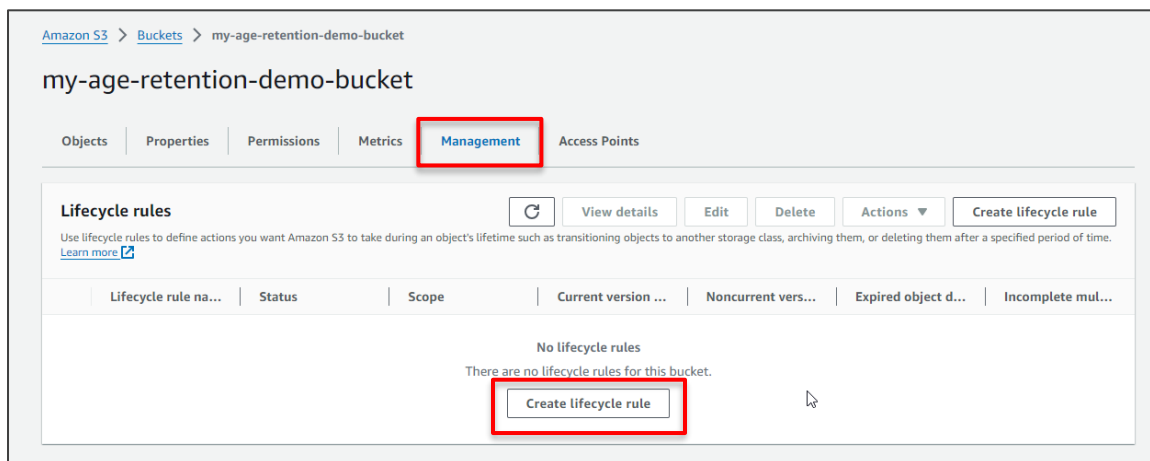 Amazon S3 > Buckets > my-age-retention-demo-bucket
my-age-retention-demo-bucket
Objects Properties Permissions Metrics Management Access Points
Lifecycle rules View details Edit Delete Actions ▼ Create lifecycle rule
Use lifecycle rules to define actions you want Amazon S3 to take during an object's lifetime such as transitioning objects to another storage class, archiving them, or deleting them after a specified period of time.
Learn more
Lifecycle rule na... Status Scope Current version ... Noncurrent vers... Expired object d... Incomplete mul...
No lifecycle rules
There are no lifecycle rules for this bucket.
Create lifecycle rule